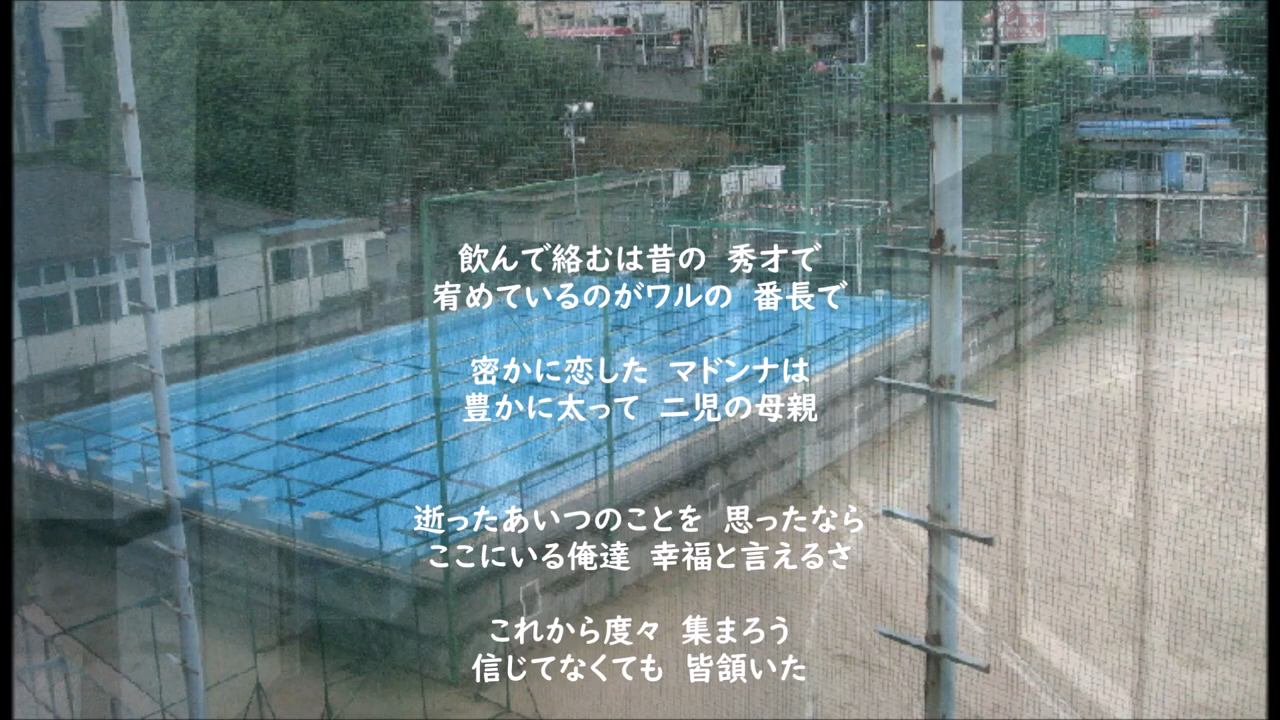 飲んで絡むは昔の　秀才で
宥めているのがワルの　番長で
密かに恋した　マドンナは
豊かに太って　二児の母親
逝ったあいつのことを　思ったなら
ここにいる俺達　幸福と言えるさ
これから度々　集まろう
信じてなくても　皆頷いた